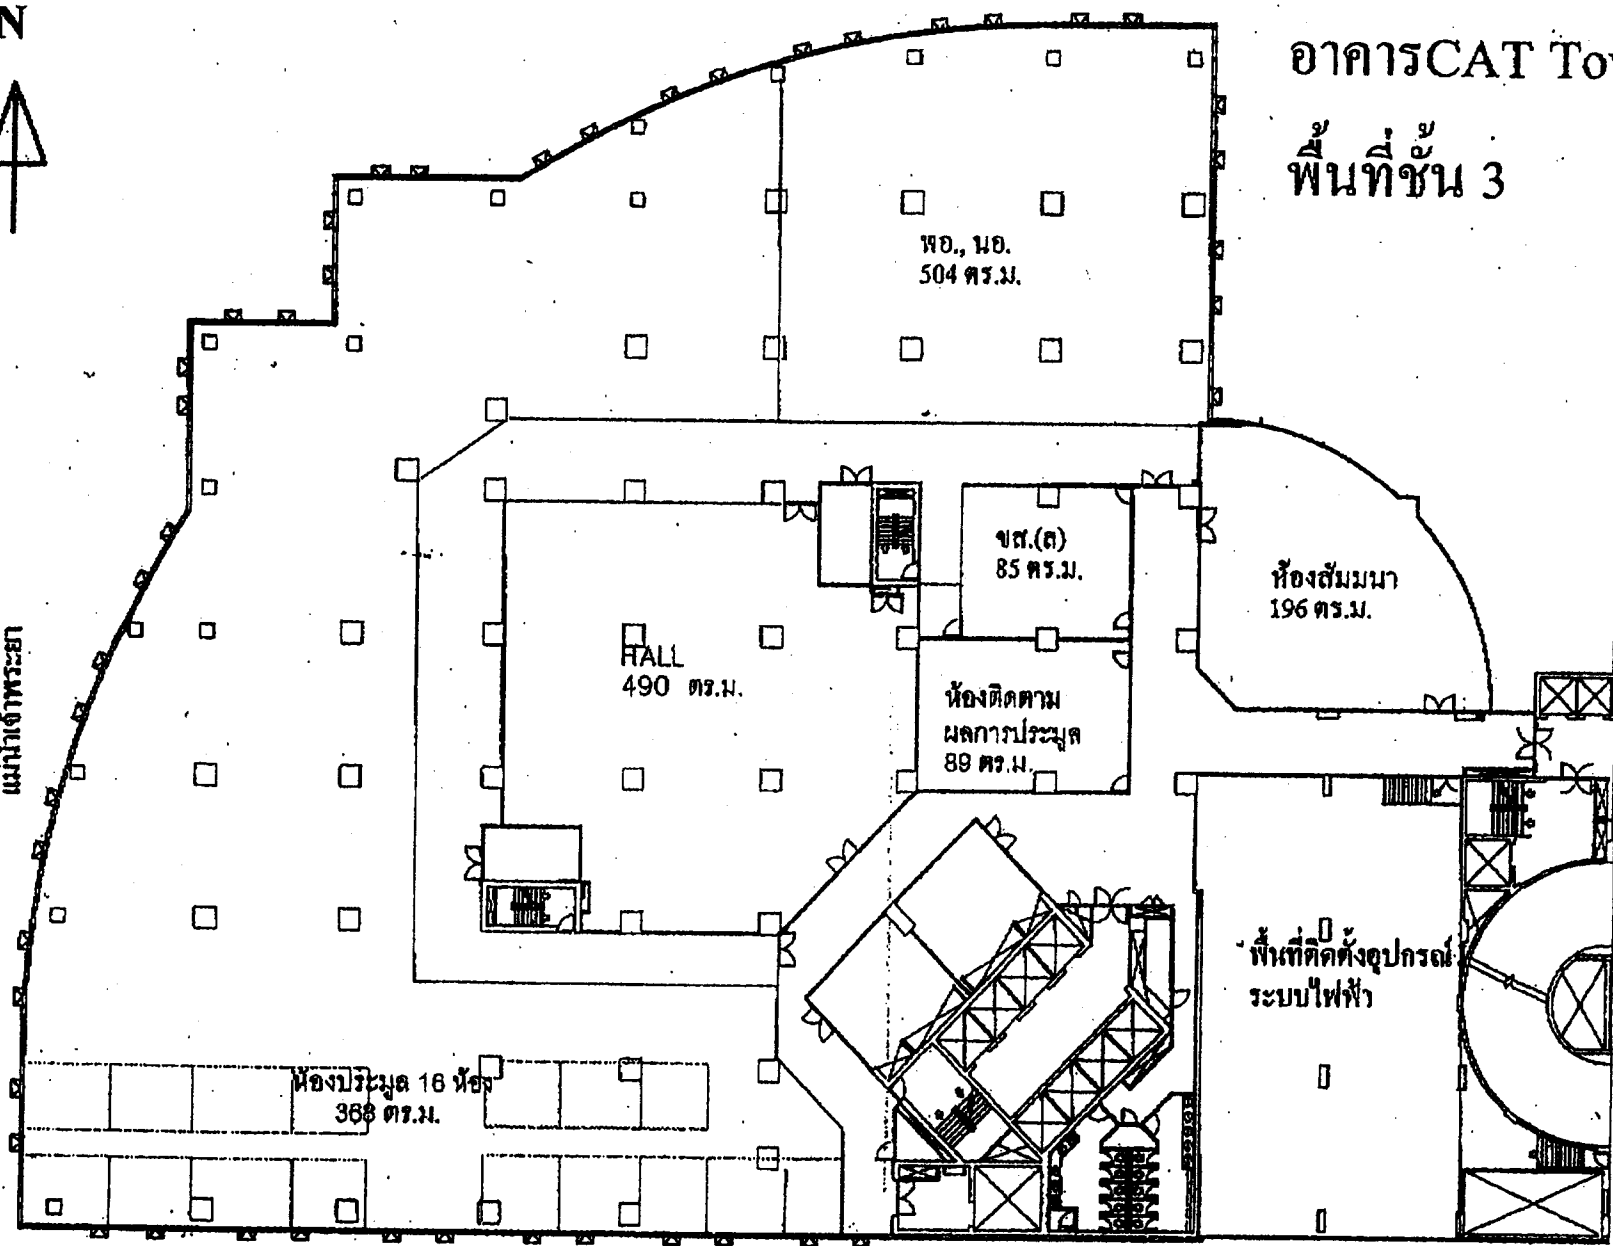 N
อาคารCAT Tow
พื้นที่ชั้น 3
พอ., นอ.
504 ตร.ม.
ขส.(ล)
85 ตร.ม.
ห้องสัมมนา
196 ตร.ม.
HALL
490 ตร.ม.
ห้องติดตาม
ผลการประมูล
89 ตร.ม.
แม่น้ำเจ้าพระยา
พื้นที่ติดตั้งอุปกรณ์
ระบบไฟฟ้า
ห้องประมูล 16 ห้อง
368 ตร.ม.